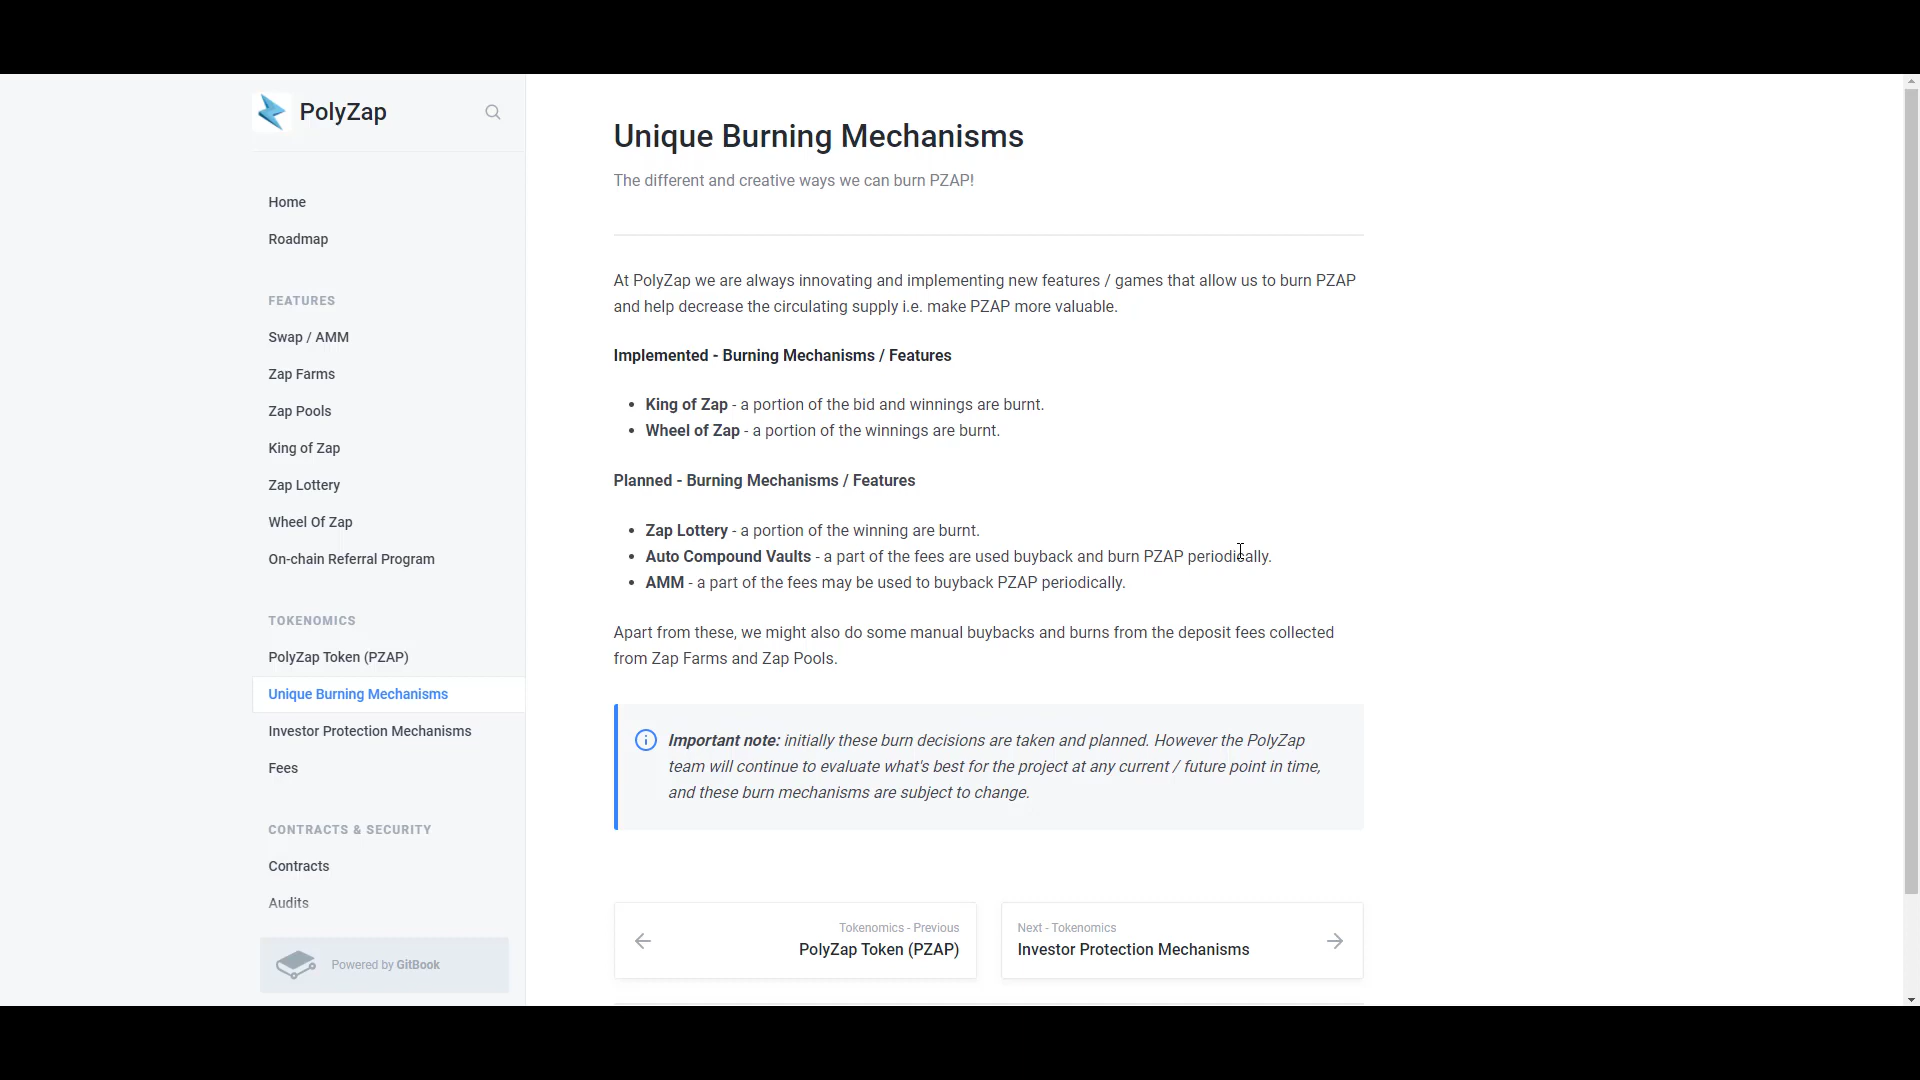 PolyZap
Home
Roadmap
FEATURES
Swap / AMM
Zap Farms
Zap Pools
King of Zap
Zap Lottery
Wheel Of Zap
On-chain Referral Program
TOKENOMICS
PolyZap Token (PZAP)
Unique Burning Mechanisms
Investor Protection Mechanisms
Fees
CONTRACTS & SECURITY
Contracts
Audits
Powered by GitBook
Unique Burning Mechanisms
The different and creative ways we can burn PZAP!
At PolyZap we are always innovating and implementing new features / games that allow us to burn PZAP
and help decrease the circulating supply i.e. make PZAP more valuable.
Implemented - Burning Mechanisms / Features
• King of Zap - a portion of the bid and winnings are burnt.
• Wheel of Zap - a portion of the winnings are burnt.
Planned - Burning Mechanisms / Features
• Zap Lottery - a portion of the winning are burnt.
• Auto Compound Vaults - a part of the fees are used buyback and burn PZAP periodically.
• AMM - a part of the fees may be used to buyback PZAP periodically.
Apart from these, we might also do some manual buybacks and burns from the deposit fees collected
from Zap Farms and Zap Pools.
Important note: initially these burn decisions are taken and planned. However the PolyZap
team will continue to evaluate what's best for the project at any current / future point in time,
and these burn mechanisms are subject to change.
Tokenomics - Previous
PolyZap Token (PZAP)
Next - Tokenomics
Investor Protection Mechanisms